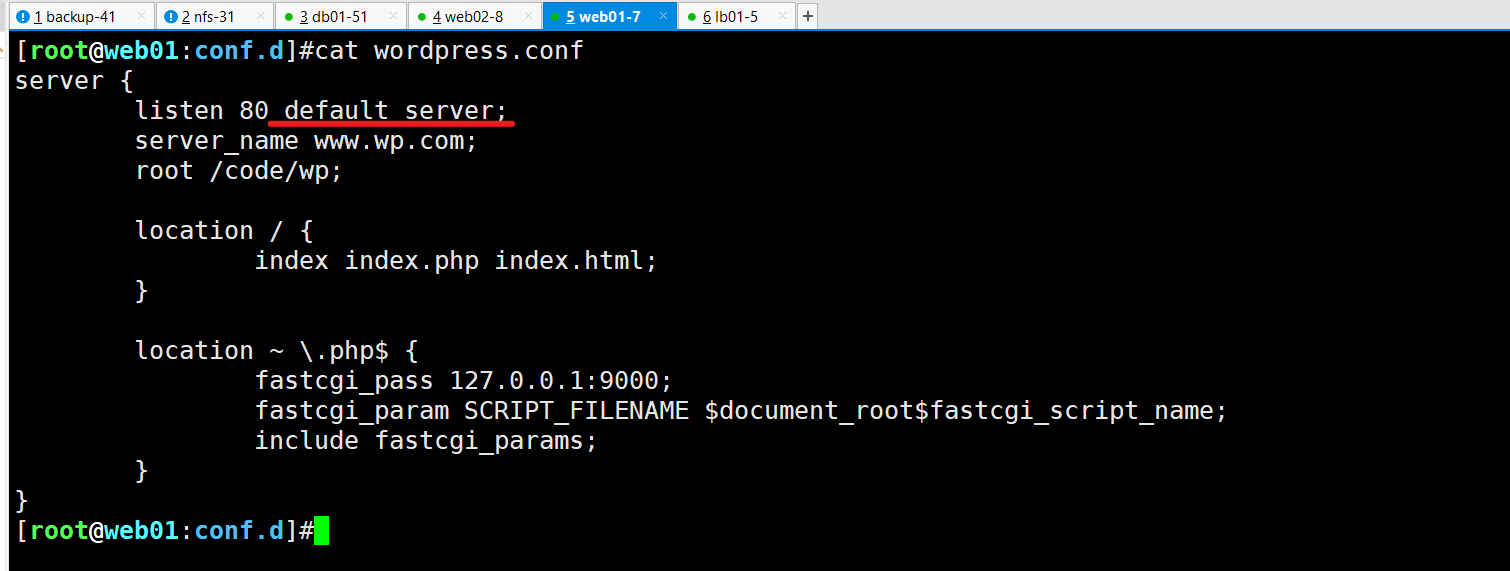 1 backup-41 2 nfs-31 3 db01-51 4 web02-8 5 web01-7 6 lb01-5
[root@web01:conf.d]#cat wordpress.conf
server {
listen 80 default_server;
server_name www.wp.com;
root /code/wp;
location / {
index index.php index.html;
}
location ~ \.php$ {
fastcgi_pass 127.0.0.1:9000;
fastcgi_param SCRIPT_FILENAME $document_root$fastcgi_script_name;
include fastcgi_params;
}
}
[root@web01:conf.d]#